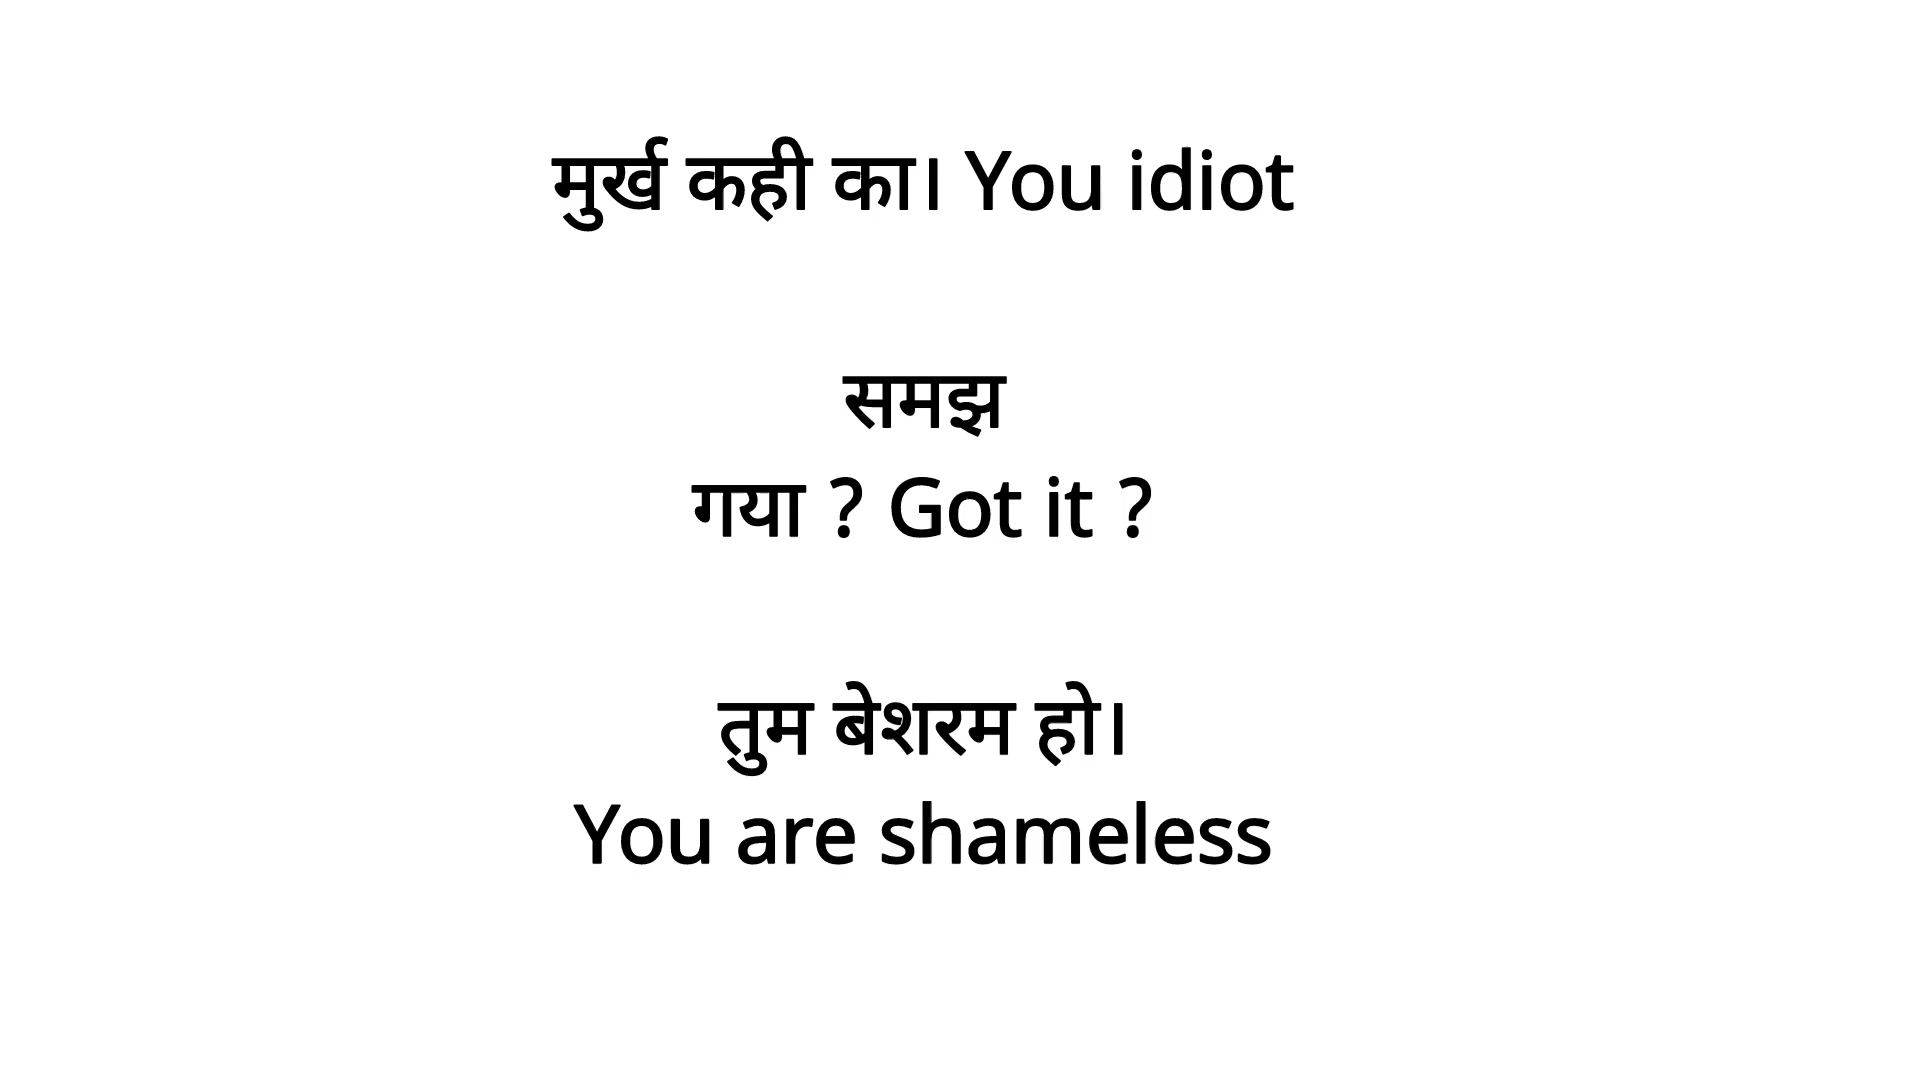 मुर्ख कही का। You idiot
समझ
गया ? Got it ?
तुम बेशरम हो।
You are shameless